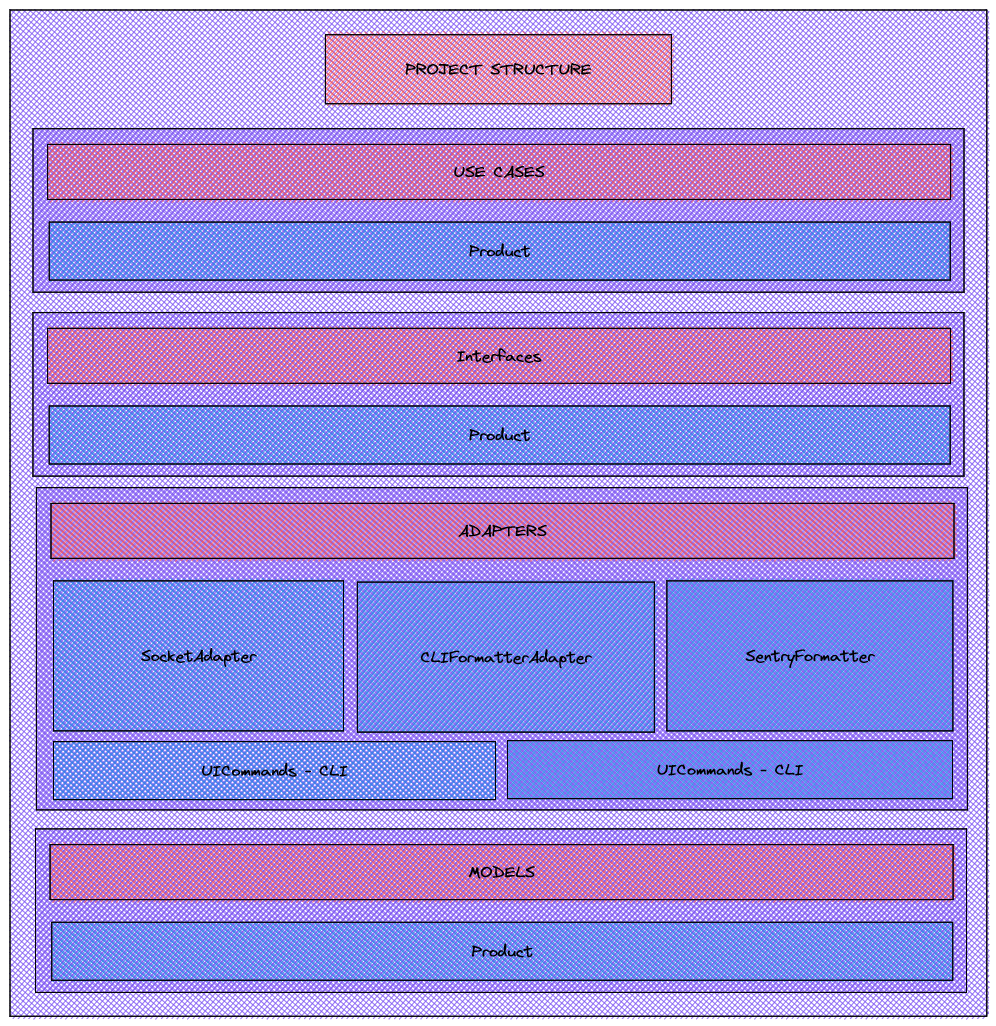 PROJECT STRUCTURE
USE CASES
Product
Interfaces
Product
ADAPTERS
SocketAdapter
CLIFormatterAdapter
SentryFormatter
UICommands - CLI
UICommands - CLI
MODELS
Product